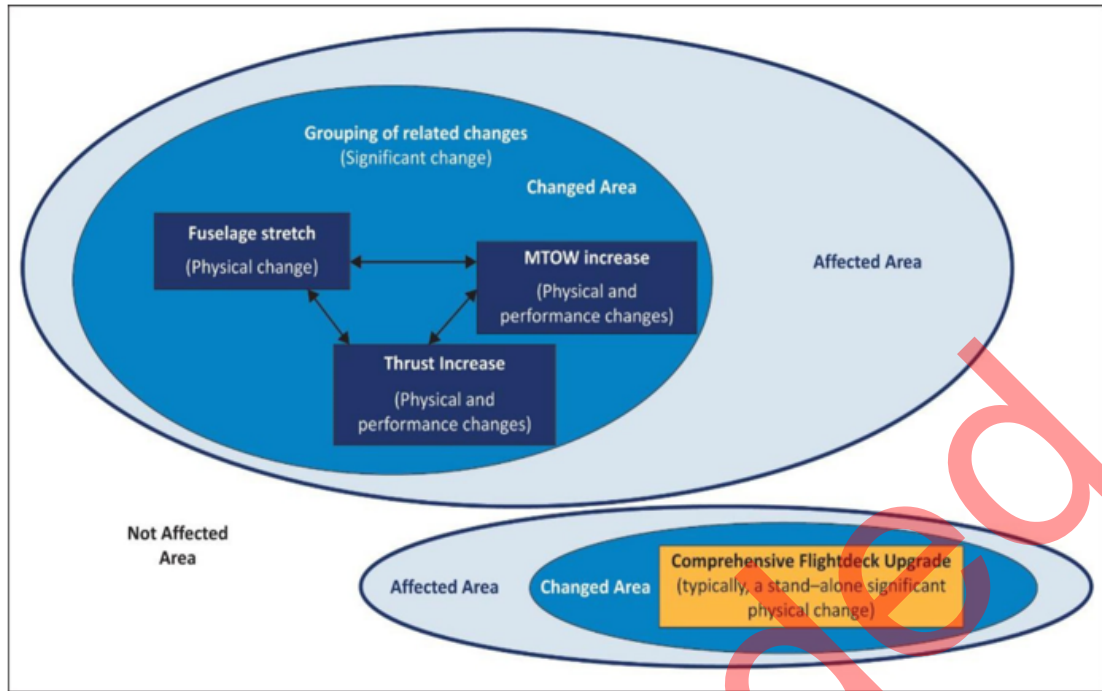 Grouping of related changes
(Significant change)
Changed Area
Fuselage stretch
(Physical change)
MTOW increase
(Physical and
performance changes)
Affected Area
Thrust Increase
(Physical and
performance changes)
Not Affected
Area
Affected Area
Changed Area
Comprehensive Flightdeck Upgrade
(typically, a stand–alone significant
physical change)
ded